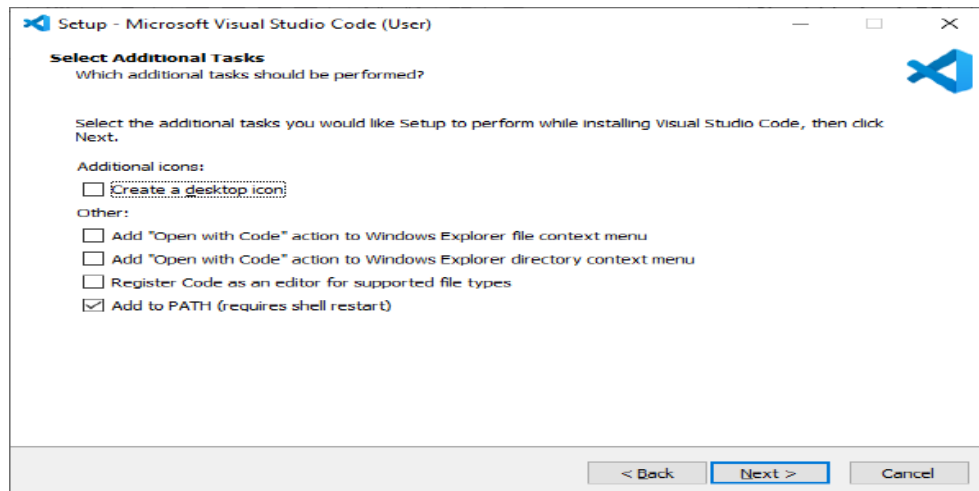 Setup - Microsoft Visual Studio Code (User)
Select Additional Tasks
Which additional tasks should be performed?
Select the additional tasks you would like Setup to perform while installing Visual Studio Code, then click
Next.
Additional icons:
Create a desktop icon
Other:
Add "Open with Code" action to Windows Explorer file context menu
Add "Open with Code" action to Windows Explorer directory context menu
Register Code as an editor for supported file types
Add to PATH (requires shell restart)
< Back
Next >
Cancel